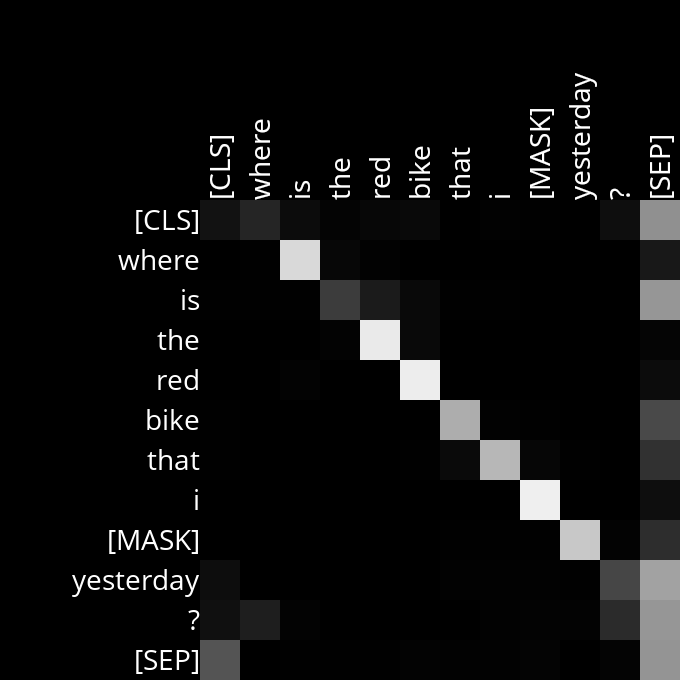 [CLS]
where
is
the
red
bike
that
i
[MASK]
yesterday
?
[SEP]
[CLS]
where
is
the
red
bike
that
i
[MASK]
yesterday
?
[SEP]